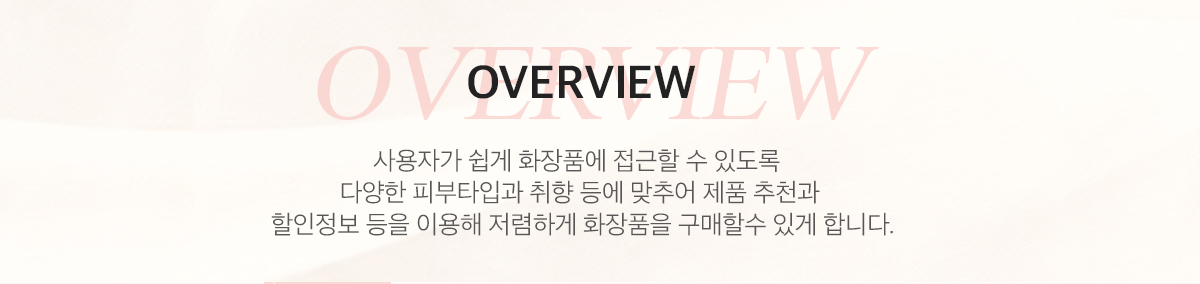 OVERVIEW
OVERVIEW
사용자가 쉽게 화장품에 접근할 수 있도록
다양한 피부타입과 취향 등에 맞추어 제품 추천과
할인정보 등을 이용해 저렴하게 화장품을 구매할수 있게 합니다.